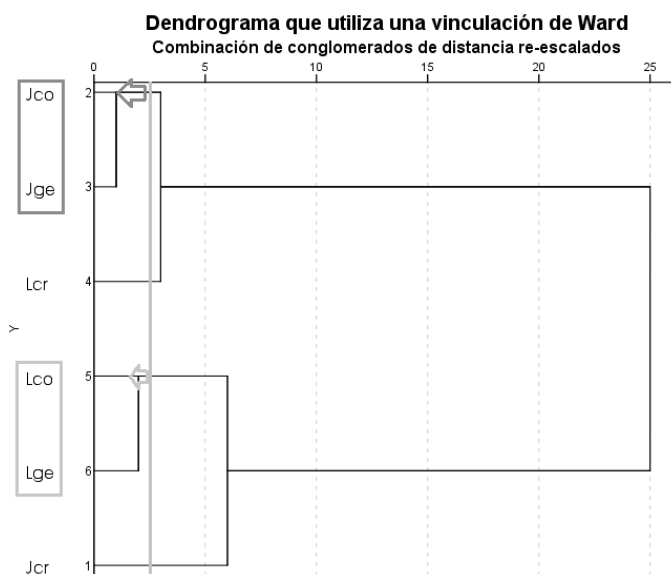 Dendrograma que utiliza una vinculación de Ward
Combinación de conglomerados de distancia re-escalados
0 5 10 15 20 25
Jco 2
Jge 3
Lcr 4
Y
Lco 5
Lge 6
Jcr 1